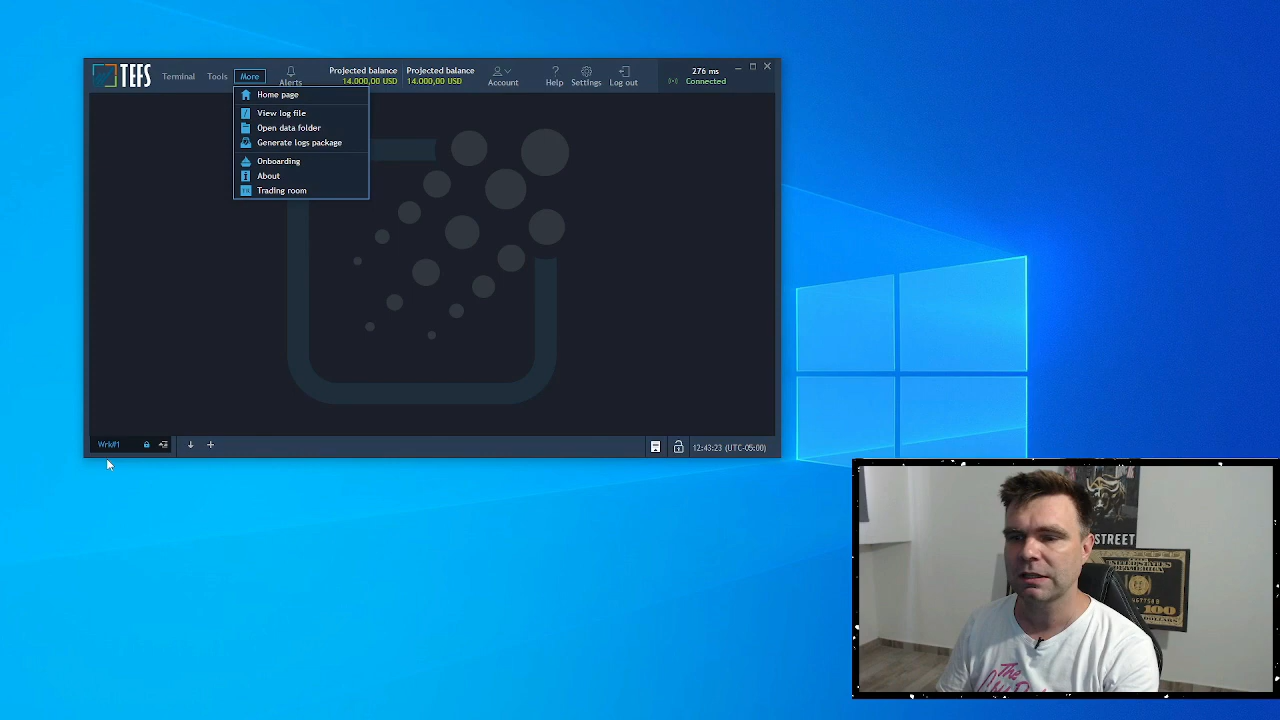 TEFS
Terminal Tools More Alerts
Projected balance
14.000,00 USD
Projected balance
14.000,00 USD
Account Help Settings Log out
276 ms
Connected
Home page
View log file
Open data folder
Generate logs package
Onboarding
About
Trading room
Wrk#1
12:43:23 (UTC-05:00)
STREET
100
The